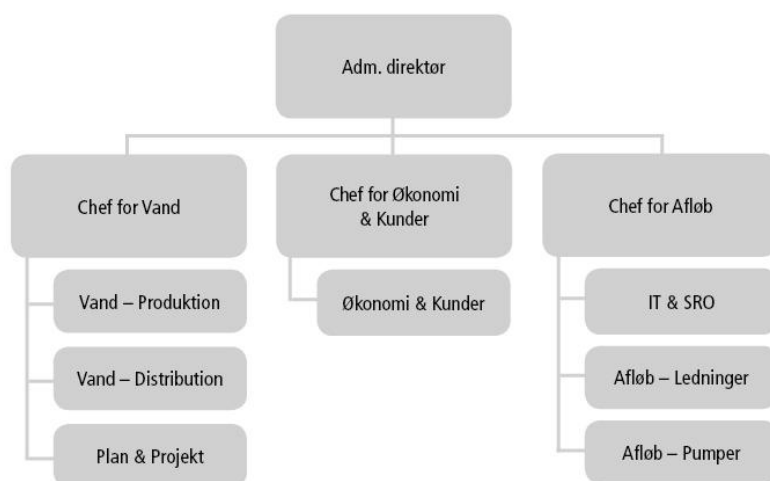 Adm. direktør
Chef for Vand
Chef for Økonomi
& Kunder
Chef for Afløb
Vand – Produktion
Økonomi & Kunder
IT & SRO
Vand – Distribution
Afløb – Ledninger
Plan & Projekt
Afløb – Pumper